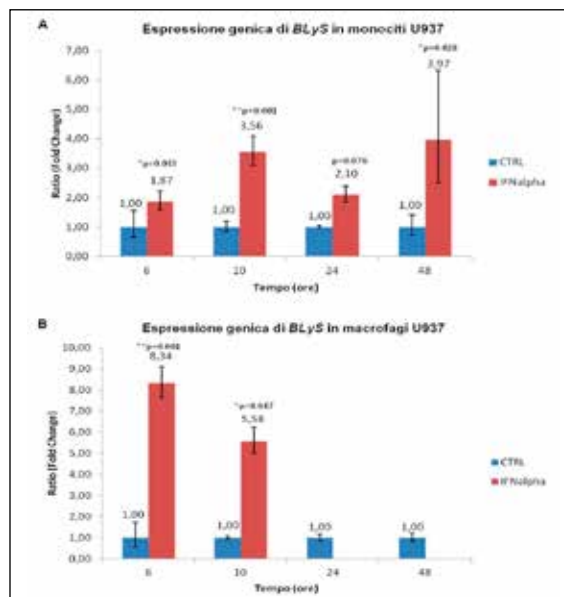 A
Espressione genica di BLyS in monociti U937
Ratio (Fold Change)
7,00
6,00
5,00
4,00
3,00
2,00
1,00
0,00
1,00
1,87
1,00
**p=0.001
3,56
1,00
p=0.076
2,10
1,00
3,97
CTRL
IFNalpha
6
10
24
48
Tempo (ore)
B
Espressione genica di BLyS in macrofagi U937
Ratio (Fold Change)
10,00
9,00
8,00
7,00
6,00
5,00
4,00
3,00
2,00
1,00
0,00
1,00
8,34
1,00
5,58
1,00
1,00
CTRL
IFNalpha
6
10
24
48
Tempo (ore)